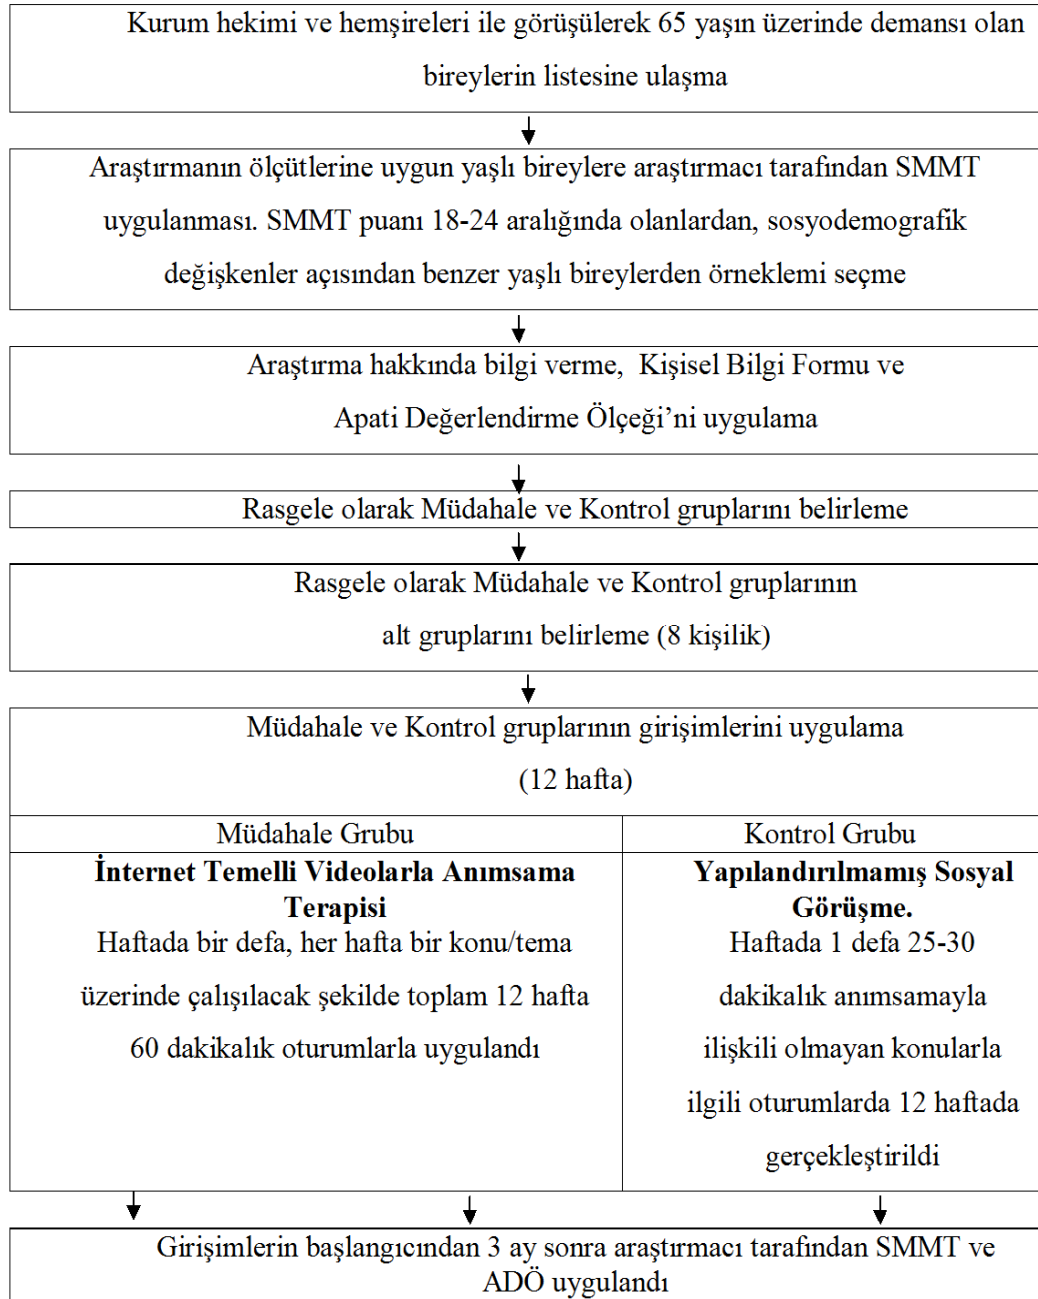 Kurum hekimi ve hemşireleri ile görüşülerek 65 yaşın üzerinde demansı olan
bireylerin listesine ulaşma
Araştırmanın ölçütlerine uygun yaşlı bireylere araştırmacı tarafından SMMT
uygulanması. SMMT puanı 18-24 aralığında olanlardan, sosyodemografik
değişkenler açısından benzer yaşlı bireylerden örneklemi seçme
Araştırma hakkında bilgi verme, Kişisel Bilgi Formu ve
Apati Değerlendirme Ölçeği’ni uygulama
Rasgele olarak Müdahale ve Kontrol gruplarını belirleme
Rasgele olarak Müdahale ve Kontrol gruplarının
alt gruplarını belirleme (8 kişilik)
Müdahale ve Kontrol gruplarının girişimlerini uygulama
(12 hafta)
Müdahale Grubu
İnternet Temelli Videolarla Anımsama
Terapisi
Haftada bir defa, her hafta bir konu/tema
üzerinde çalışılacak şekilde toplam 12 hafta
60 dakikalık oturumlarla uygulandı
Kontrol Grubu
Yapılandırılmamış Sosyal
Görüşme.
Haftada 1 defa 25-30
dakikalık anımsamayla
ilişkili olmayan konularla
ilgili oturumlarda 12 haftada
gerçekleştirildi
Girişimlerin başlangıcından 3 ay sonra araştırmacı tarafından SMMT ve
ADÖ uygulandı